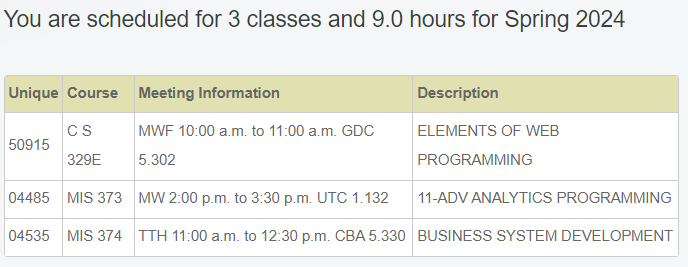 You are scheduled for 3 classes and 9.0 hours for Spring 2024
Unique Course Meeting Information Description
50915 C S 329E MWF 10:00 a.m. to 11:00 a.m. GDC 5.302 ELEMENTS OF WEB PROGRAMMING
04485 MIS 373 MW 2:00 p.m. to 3:30 p.m. UTC 1.132 11-ADV ANALYTICS PROGRAMMING
04535 MIS 374 TTH 11:00 a.m. to 12:30 p.m. CBA 5.330 BUSINESS SYSTEM DEVELOPMENT